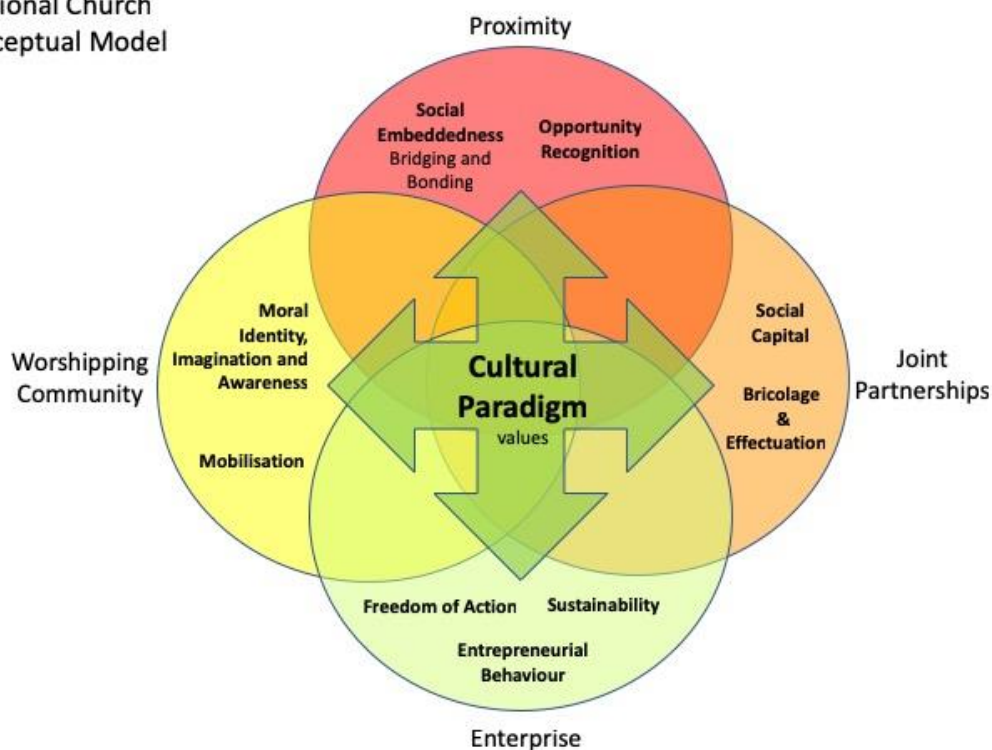 ional Church
ceptual Model
Proximity
Social
Embeddedness
Bridging and
Bonding
Opportunity
Recognition
Moral
Identity,
Imagination and
Awareness
Mobilisation
Worshipping
Community
Cultural
Paradigm
values
Social
Capital
Bricolage
&
Effectuation
Joint
Partnerships
Freedom of Action
Sustainability
Entrepreneurial
Behaviour
Enterprise